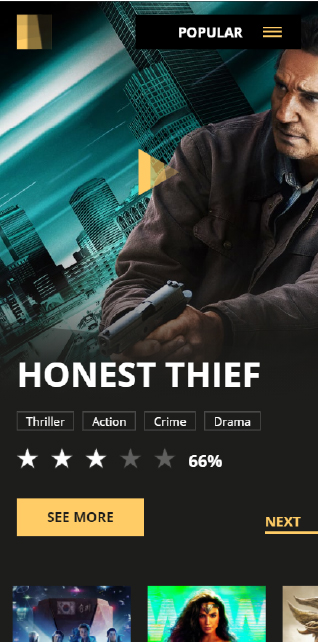 POPULAR
HONEST THIEF
Thriller Action Crime Drama
66%
SEE MORE
NEXT